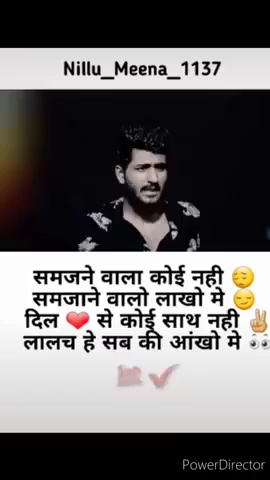 Nillu_Meena_1137
समजने वाला कोई नही 😔
समजाने वालो लाखो मे 😏
दिल ❤️ से कोई साथ नही ✌️
लालच हे सब की आंखो मे 👀
PowerDirector